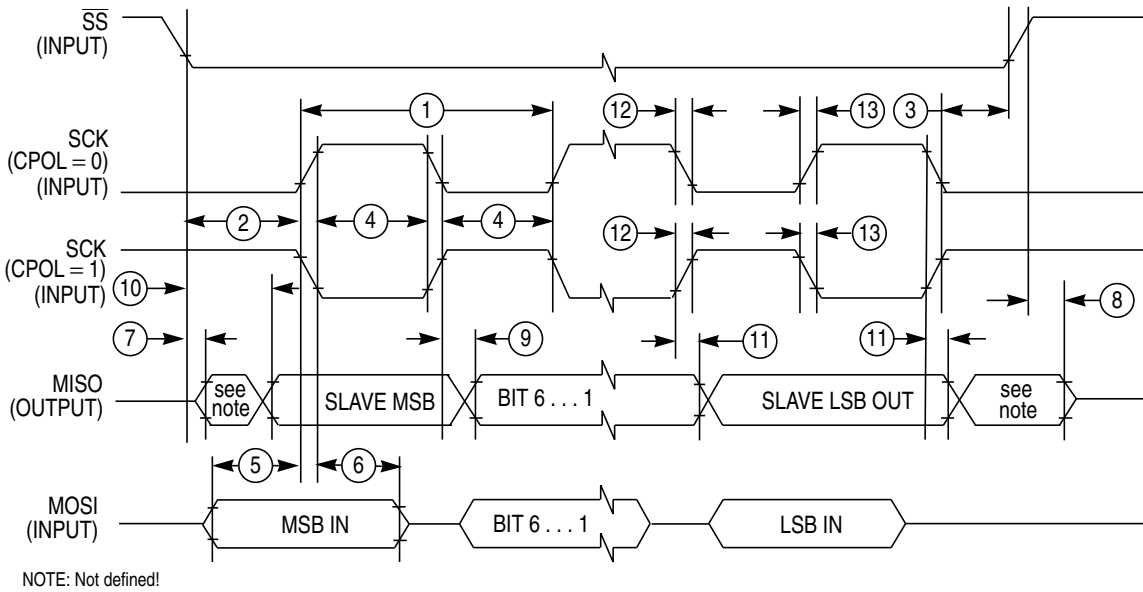 SS
(INPUT)
1
12
13
3
SCK
(CPOL = 0)
(INPUT)
2
4
4
SCK
(CPOL = 1)
(INPUT)
12
13
10
8
7
9
11
11
MISO
(OUTPUT)
see
note
SLAVE MSB
BIT 6 . . . 1
SLAVE LSB OUT
see
note
5
6
MOSI
(INPUT)
MSB IN
BIT 6 . . . 1
LSB IN
NOTE: Not defined!